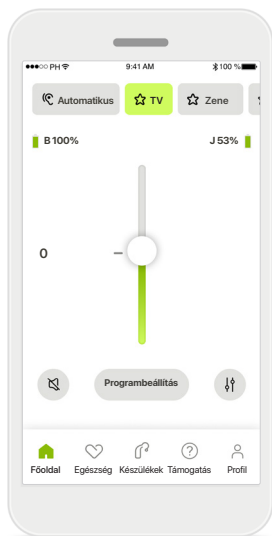 PH 9:41 AM 100 %
Automatikus TV Zene
B 100% J 53%
0
Programbeállítás
Főoldal Egészség Készülékek Támogatás Profil